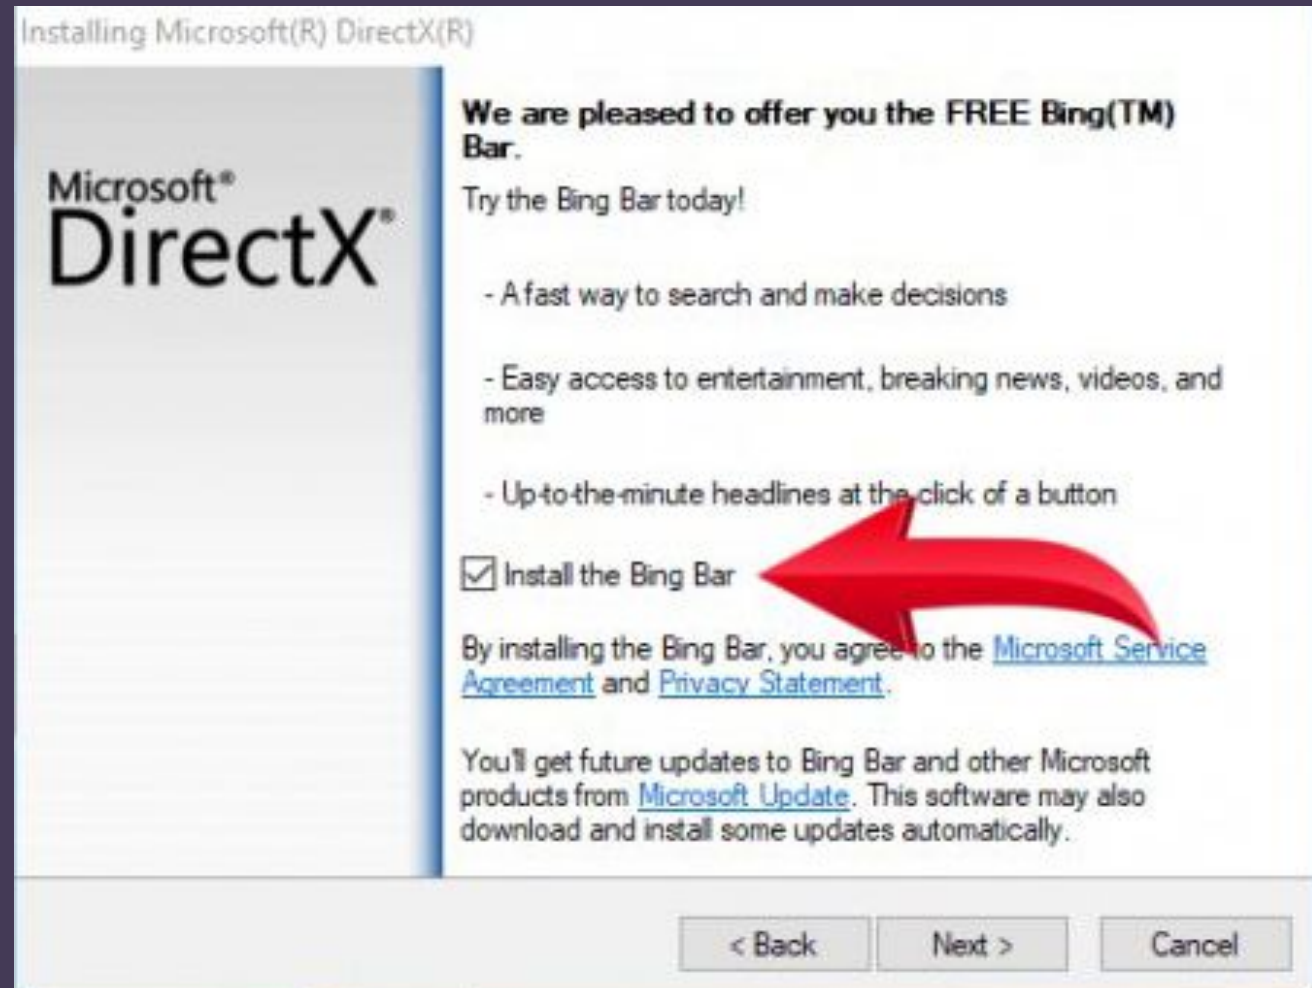 Installing Microsoft(R) DirectX(R)
Microsoft®
DirectX®
We are pleased to offer you the FREE Bing(TM)
Bar.
Try the Bing Bar today!
- A fast way to search and make decisions
- Easy access to entertainment, breaking news, videos, and
more
- Up-to-the-minute headlines at the click of a button
Install the Bing Bar
By installing the Bing Bar, you agree to the Microsoft Service
Agreement and Privacy Statement.
You'll get future updates to Bing Bar and other Microsoft
products from Microsoft Update. This software may also
download and install some updates automatically.
< Back
Next >
Cancel